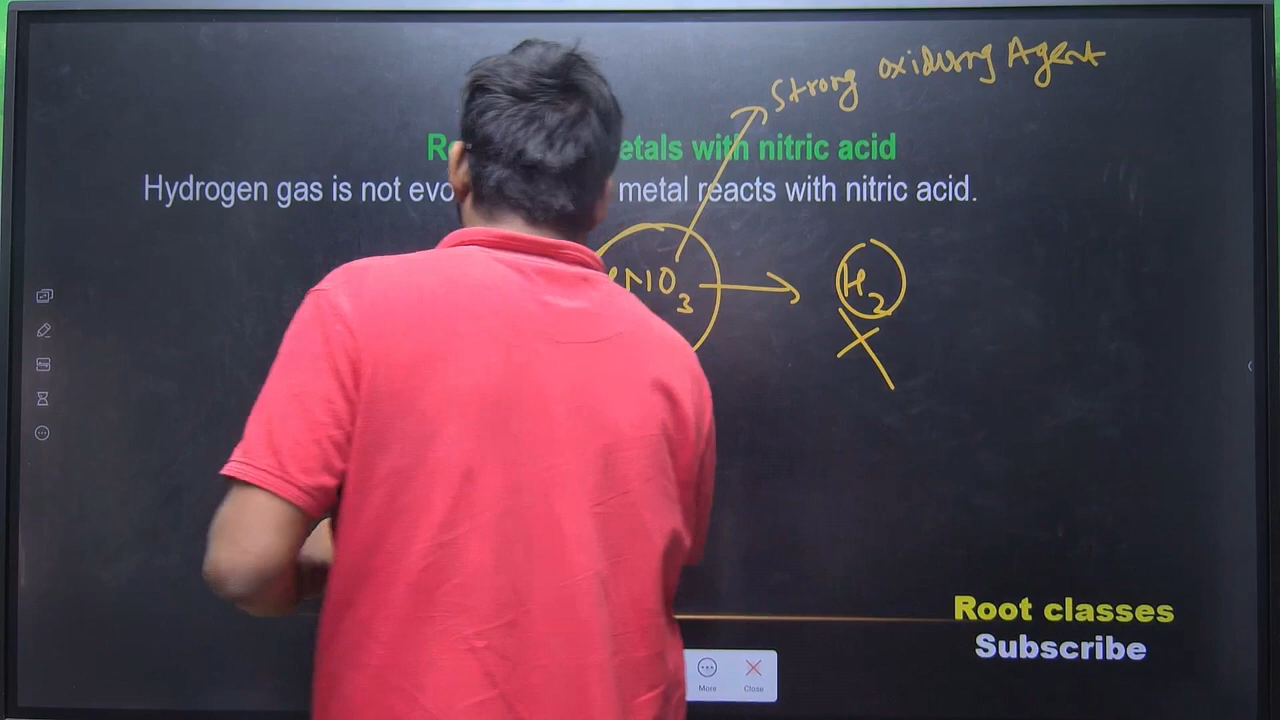 Strong oxidising Agent
etals with nitric acid
Hydrogen gas is not evo metal reacts with nitric acid.
NO3
H2
Root classes
Subscribe
More Close